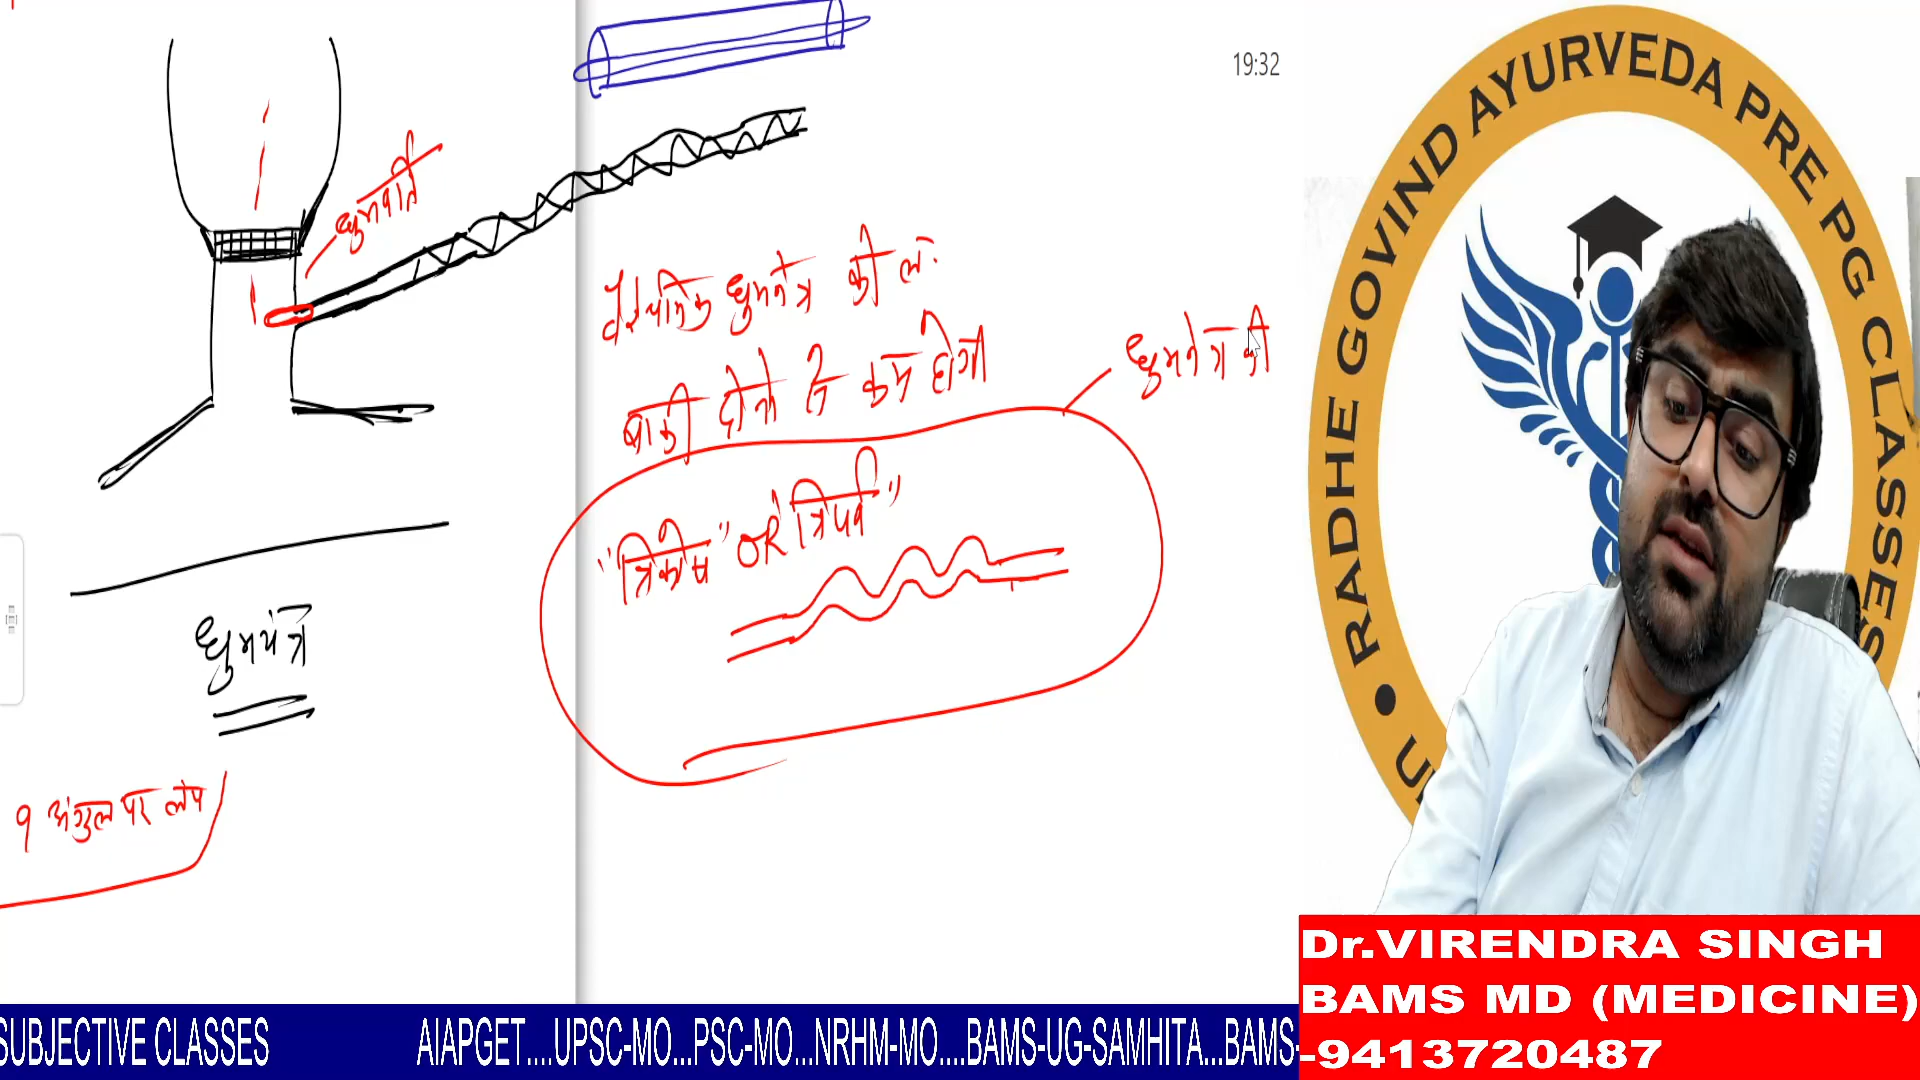 19:32
धुमवर्ति
वैरेचनिक धुमनेत्र की ल.
बाकी दोनो से कम होगी
धुमनेत्र की
"त्रिकोष" OR "त्रिपर्व"
धुमयंत्र
१ अंगुल पर लेप
RADHE GOVIND AYURVEDA PRE PG CLASSES
Dr.VIRENDRA SINGH
BAMS MD (MEDICINE)
-9413720487
SUBJECTIVE CLASSES
AIAPGET....UPSC-MO...PSC-MO...NRHM-MO....BAMS-UG-SAMHITA...BAMS-